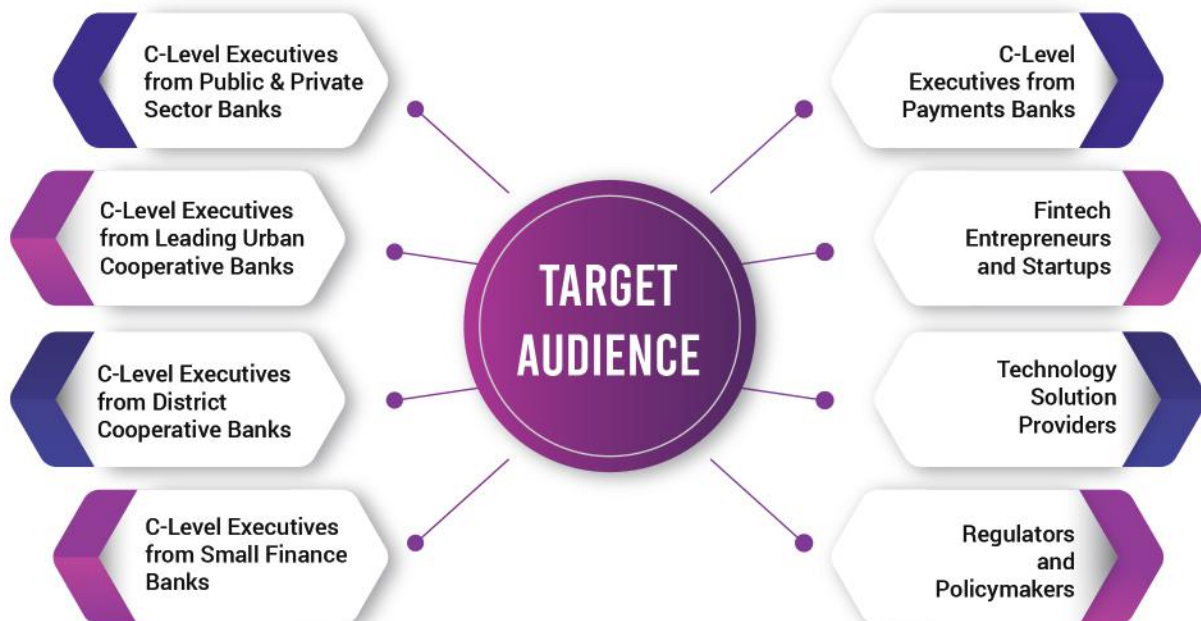 C-Level Executives
from Public & Private
Sector Banks
C-Level Executives
from Leading Urban
Cooperative Banks
C-Level Executives
from District
Cooperative Banks
C-Level Executives
from Small Finance
Banks
TARGET
AUDIENCE
C-Level
Executives from
Payments Banks
Fintech
Entrepreneurs
and Startups
Technology
Solution
Providers
Regulators
and
Policymakers